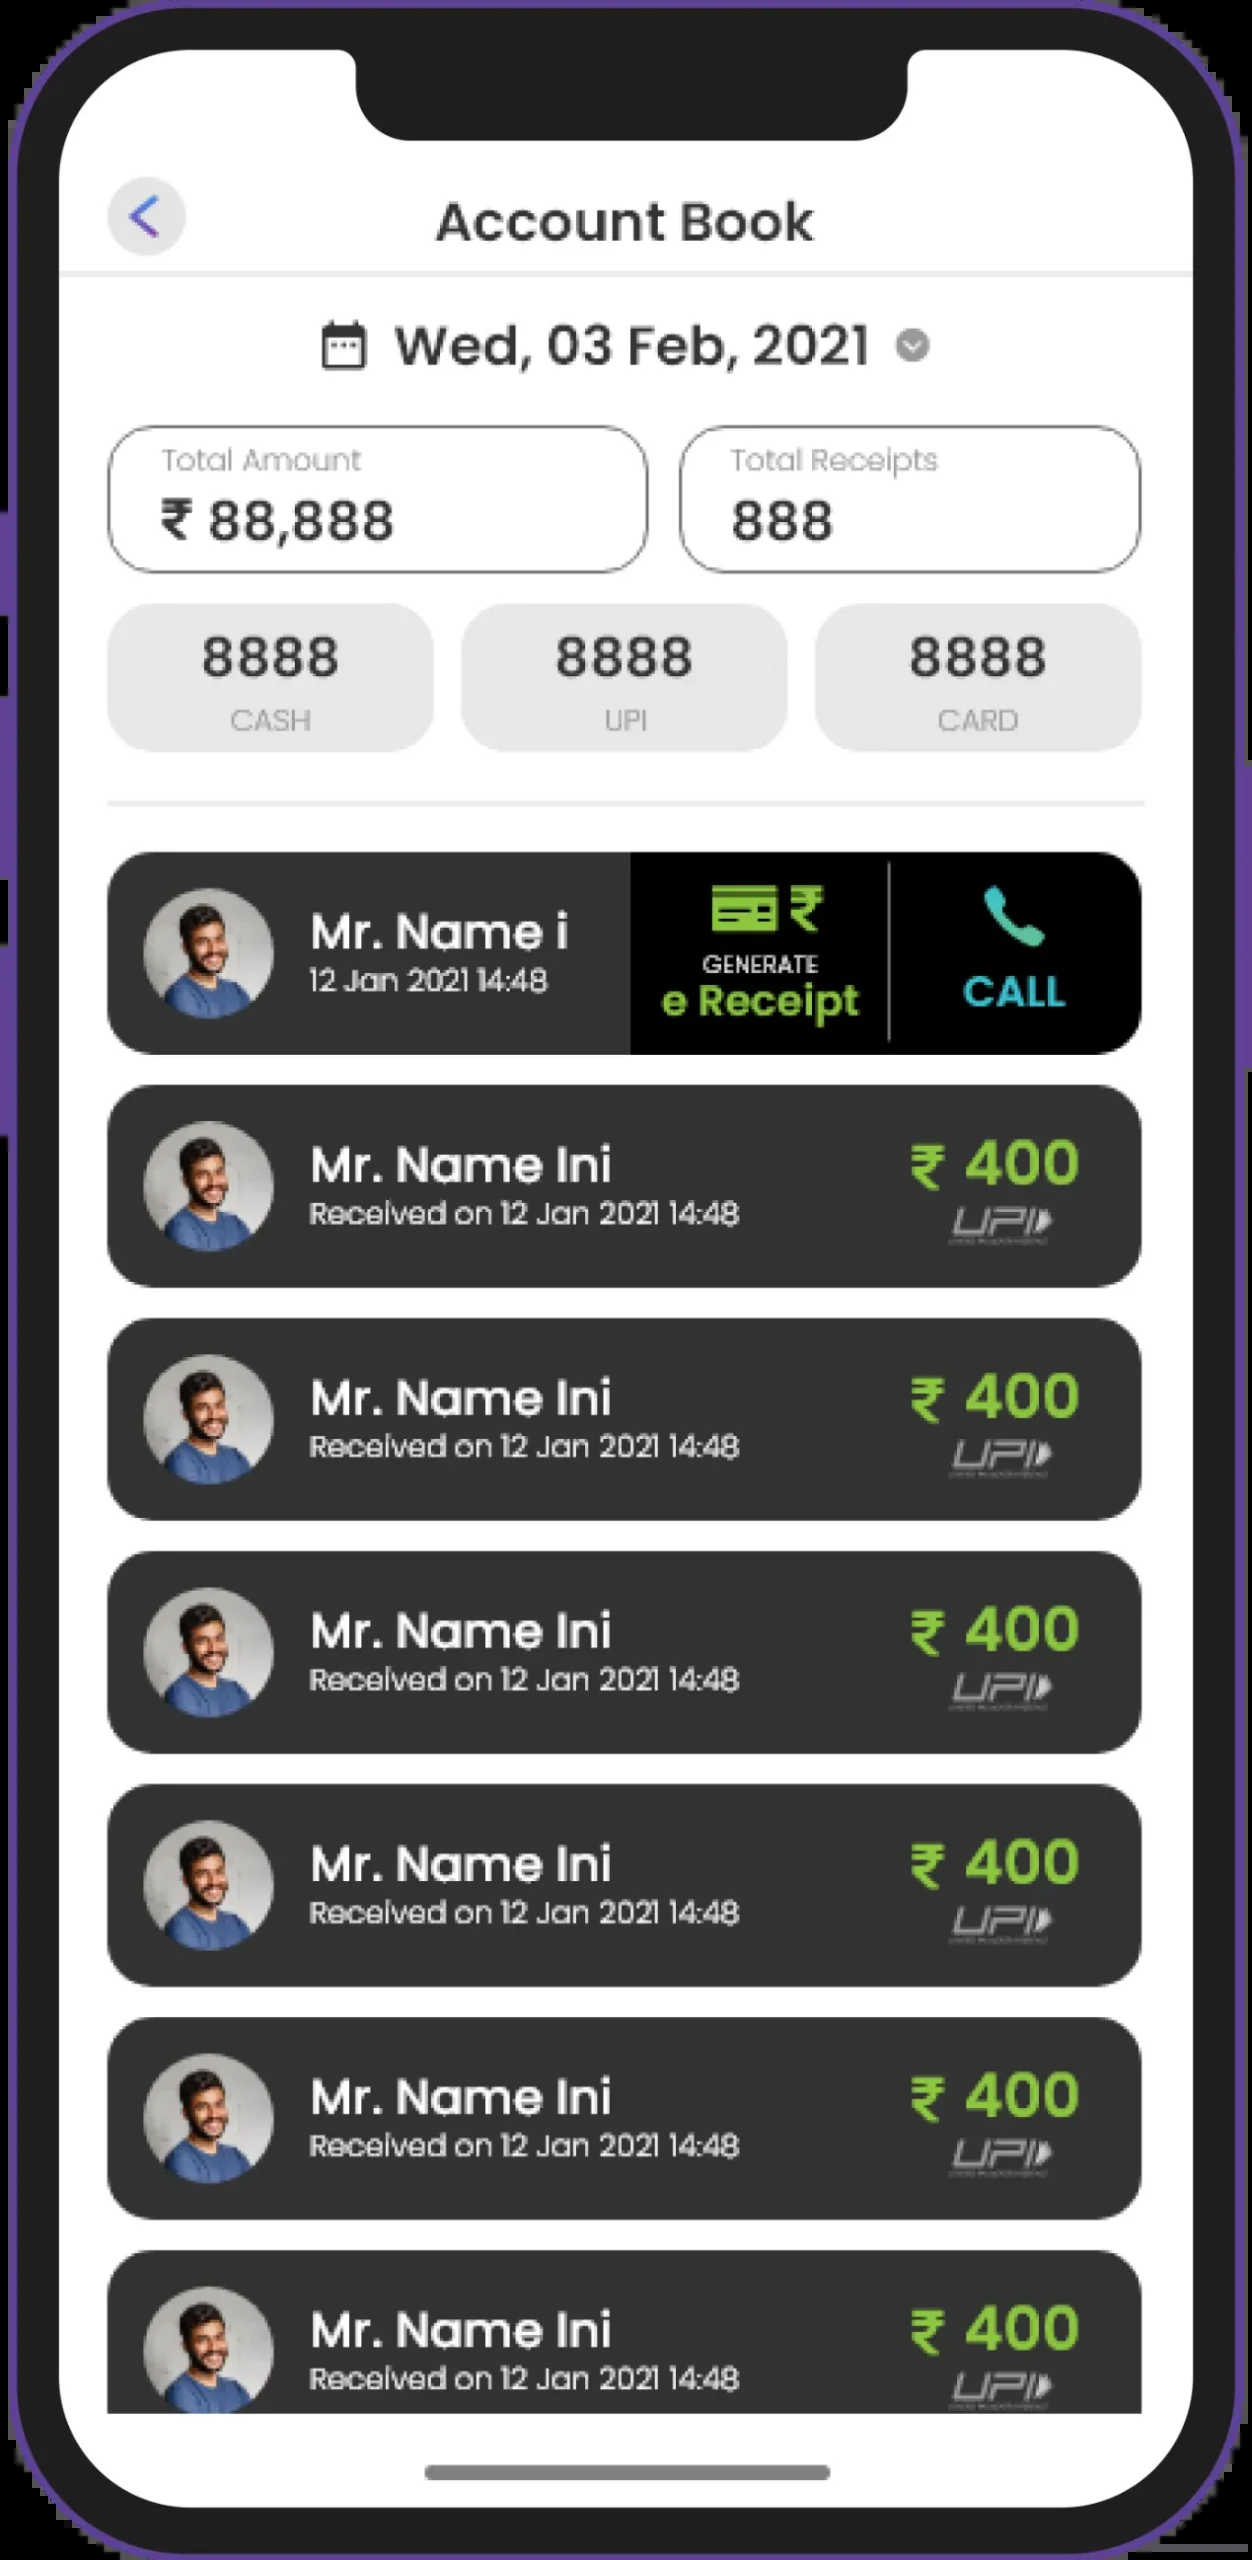 Account Book
Wed, 03 Feb, 2021
Total Amount
₹ 88,888
Total Receipts
888
8888
CASH
8888
UPI
8888
CARD
Mr. Name i
12 Jan 2021 14:48
GENERATE
e Receipt
CALL
Mr. Name Ini
Received on 12 Jan 2021 14:48
₹ 400
UPI
Mr. Name Ini
Received on 12 Jan 2021 14:48
₹ 400
UPI
Mr. Name Ini
Received on 12 Jan 2021 14:48
₹ 400
UPI
Mr. Name Ini
Received on 12 Jan 2021 14:48
₹ 400
UPI
Mr. Name Ini
Received on 12 Jan 2021 14:48
₹ 400
UPI
Mr. Name Ini
Received on 12 Jan 2021 14:48
₹ 400
UPI